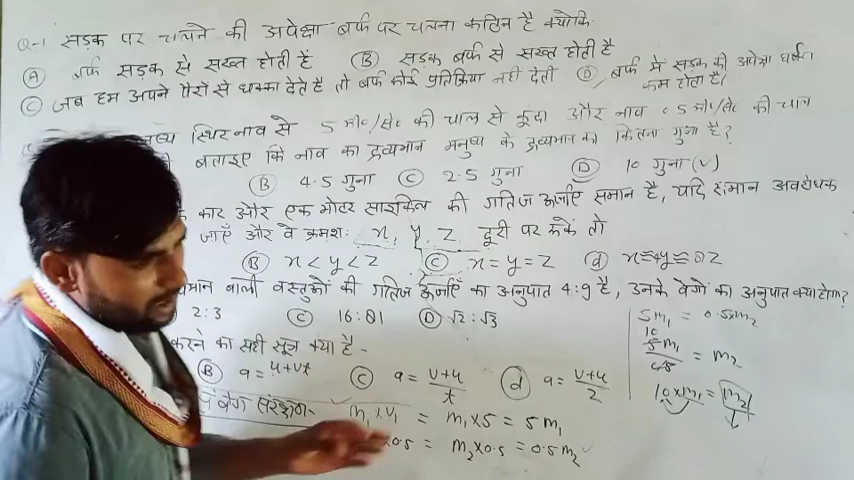 Q-1 सड़क पर चलने की अपेक्षा बर्फ पर चलना कठिन है क्योंकि
(A) बर्फ सड़क से सख्त होती है (B) सड़क बर्फ से सख्त होती है
(C) जब हम अपने पैरों से धक्का देते है तो बर्फ कोई प्रतिक्रिया नही देती (D) बर्फ में सड़क की अपेक्षा घर्षण कम होता है।
स्थिर नाव से 5 मी०/से० की चाल से कूदा और नाव 0.5 मी०/से० की चाल
बताइए कि नाव का द्रव्यमान मनुष्य के द्रव्यमान का कितना गुना है?
(B) 4.5 गुना (C) 2.5 गुना (D) 10 गुना (✓)
कार और एक मोटर साइकिल की गतिज ऊर्जाएं समान है, यदि समान अवरोधक
जाएँ और वे क्रमशः x, y, z दूरी पर रुकें तो
(B) x < y < z (C) x = y = z (d)
वाली वस्तुओं की गतिज ऊर्जाएं का अनुपात 4:9 है, उनके वेगों का अनुपात क्या होगा?
2:3 (C) 16:81 (D) √2 : √3
करने का सही सूत्र क्या है -
(B) a = u+vt (C) a = v+u/t (d) a = v+u/2
वेग संरक्षण-
m₁×v₁ = m₁×5 = 5m₁
×0.5 = m₂×0.5 = 0.5m₂
5m₁ = 0.5×m₂
= m₂
10×m₁ = m₂